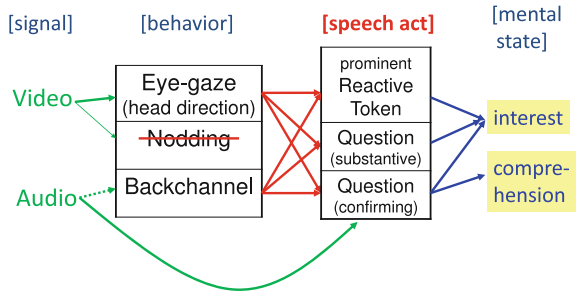 [signal]
[behavior]
[speech act]
[mental
state]
Video
Audio
Eye-gaze
(head direction)
Nodding
Backchannel
prominent
Reactive
Token
Question
(substantive)
Question
(confirming)
interest
compre-
hension